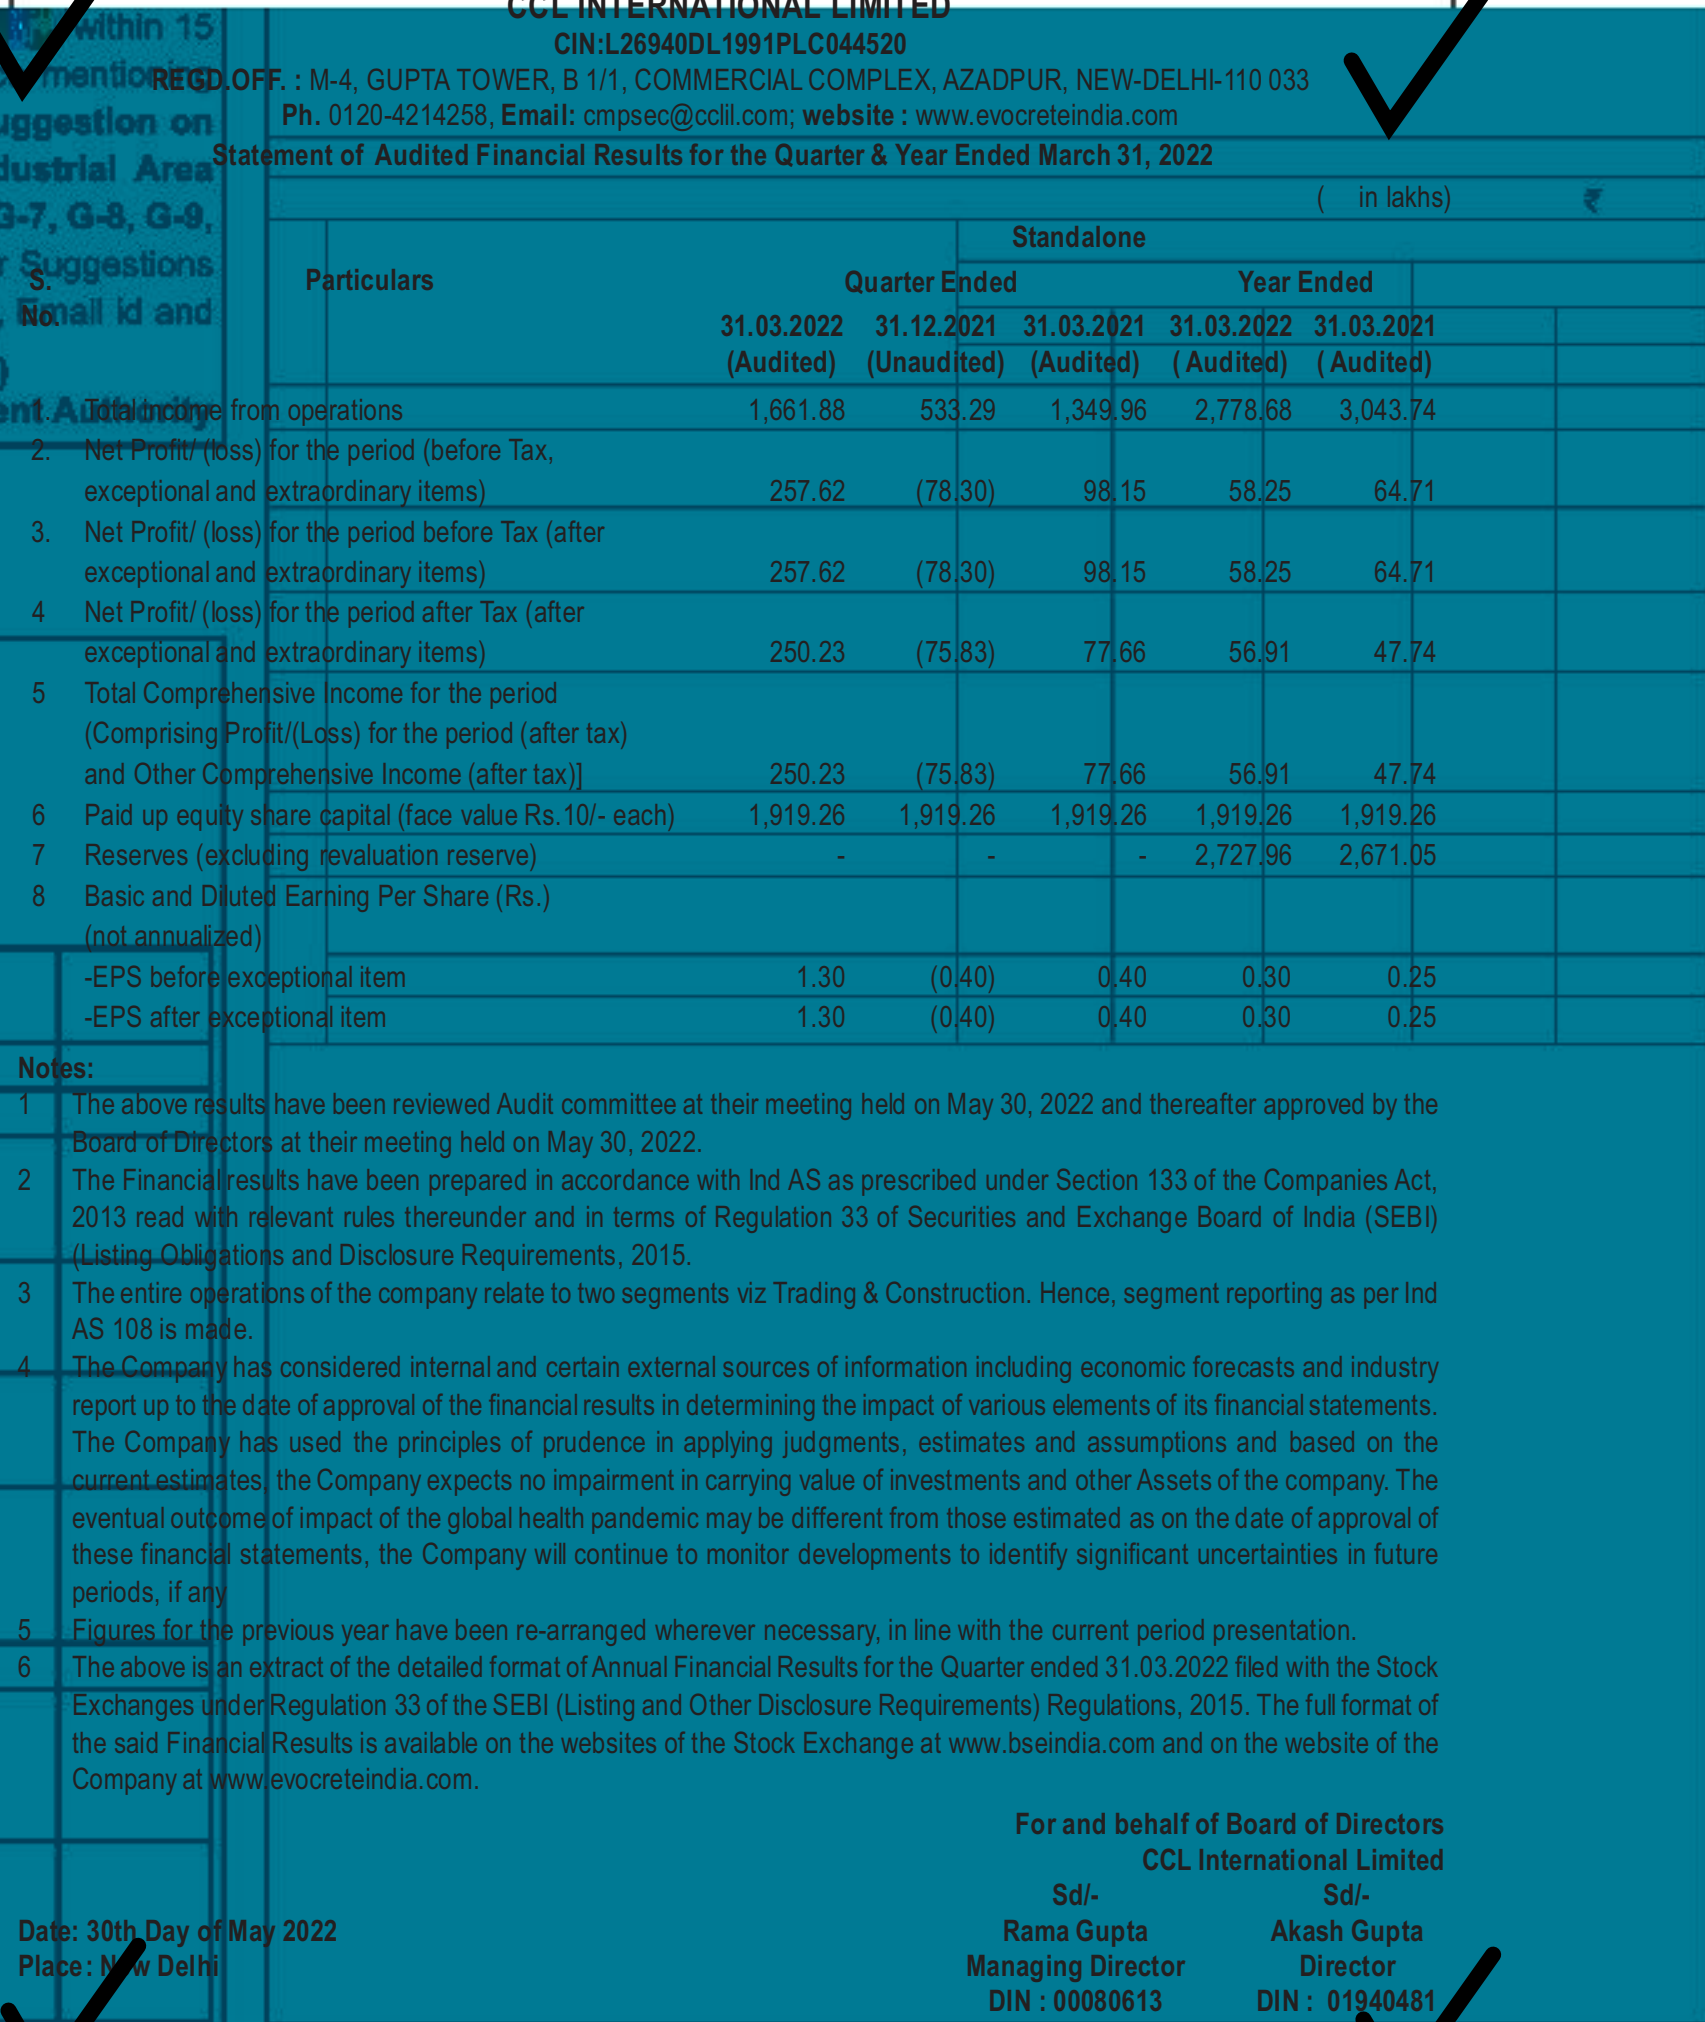 CCL INTERNATIONAL LIMITED
CIN:L26940DL1991PLC044520
REGD.OFF. : M-4, GUPTA TOWER, B 1/1, COMMERCIAL COMPLEX, AZADPUR, NEW-DELHI-110 033
Ph. 0120-4214258, Email: cmpsec@cclil.com; website : www.evocreteindia.com
Statement of Audited Financial Results for the Quarter & Year Ended March 31, 2022
( in lakhs) ₹
Standalone
S. No. Particulars Quarter Ended Year Ended
31.03.2022 31.12.2021 31.03.2021 31.03.2022 31.03.2021
(Audited) (Unaudited) (Audited) ( Audited) ( Audited)
1. Total income from operations 1,661.88 533.29 1,349.96 2,778.68 3,043.74
2. Net Profit/ (loss) for the period (before Tax,
exceptional and extraordinary items) 257.62 (78.30) 98.15 58.25 64.71
3. Net Profit/ (loss) for the period before Tax (after
exceptional and extraordinary items) 257.62 (78.30) 98.15 58.25 64.71
4 Net Profit/ (loss) for the period after Tax (after
exceptional and extraordinary items) 250.23 (75.83) 77.66 56.91 47.74
5 Total Comprehensive Income for the period
(Comprising Profit/(Loss) for the period (after tax)
and Other Comprehensive Income (after tax)] 250.23 (75.83) 77.66 56.91 47.74
6 Paid up equity share capital (face value Rs.10/- each) 1,919.26 1,919.26 1,919.26 1,919.26 1,919.26
7 Reserves (excluding revaluation reserve) - - - 2,727.96 2,671.05
8 Basic and Diluted Earning Per Share (Rs.)
(not annualized)
-EPS before exceptional item 1.30 (0.40) 0.40 0.30 0.25
-EPS after exceptional item 1.30 (0.40) 0.40 0.30 0.25
Notes:
1 The above results have been reviewed Audit committee at their meeting held on May 30, 2022 and thereafter approved by the
Board of Directors at their meeting held on May 30, 2022.
2 The Financial results have been prepared in accordance with Ind AS as prescribed under Section 133 of the Companies Act,
2013 read with relevant rules thereunder and in terms of Regulation 33 of Securities and Exchange Board of India (SEBI)
(Listing Obligations and Disclosure Requirements, 2015.
3 The entire operations of the company relate to two segments viz Trading & Construction. Hence, segment reporting as per Ind
AS 108 is made.
4 The Company has considered internal and certain external sources of information including economic forecasts and industry
report up to the date of approval of the financial results in determining the impact of various elements of its financial statements.
The Company has used the principles of prudence in applying judgments, estimates and assumptions and based on the
current estimates, the Company expects no impairment in carrying value of investments and other Assets of the company. The
eventual outcome of impact of the global health pandemic may be different from those estimated as on the date of approval of
these financial statements, the Company will continue to monitor developments to identify significant uncertainties in future
periods, if any
5 Figures for the previous year have been re-arranged wherever necessary, in line with the current period presentation.
6 The above is an extract of the detailed format of Annual Financial Results for the Quarter ended 31.03.2022 filed with the Stock
Exchanges under Regulation 33 of the SEBI (Listing and Other Disclosure Requirements) Regulations, 2015. The full format of
the said Financial Results is available on the websites of the Stock Exchange at www.bseindia.com and on the website of the
Company at www.evocreteindia.com.
For and behalf of Board of Directors
CCL International Limited
Sd/- Sd/-
Date: 30th Day of May 2022 Rama Gupta Akash Gupta
Place : New Delhi Managing Director Director
DIN : 00080613 DIN : 01940481
within 15
mentioning
uggestion on
dustrial Area
G-7, G-8, G-9,
Suggestions
Email id and
Authority